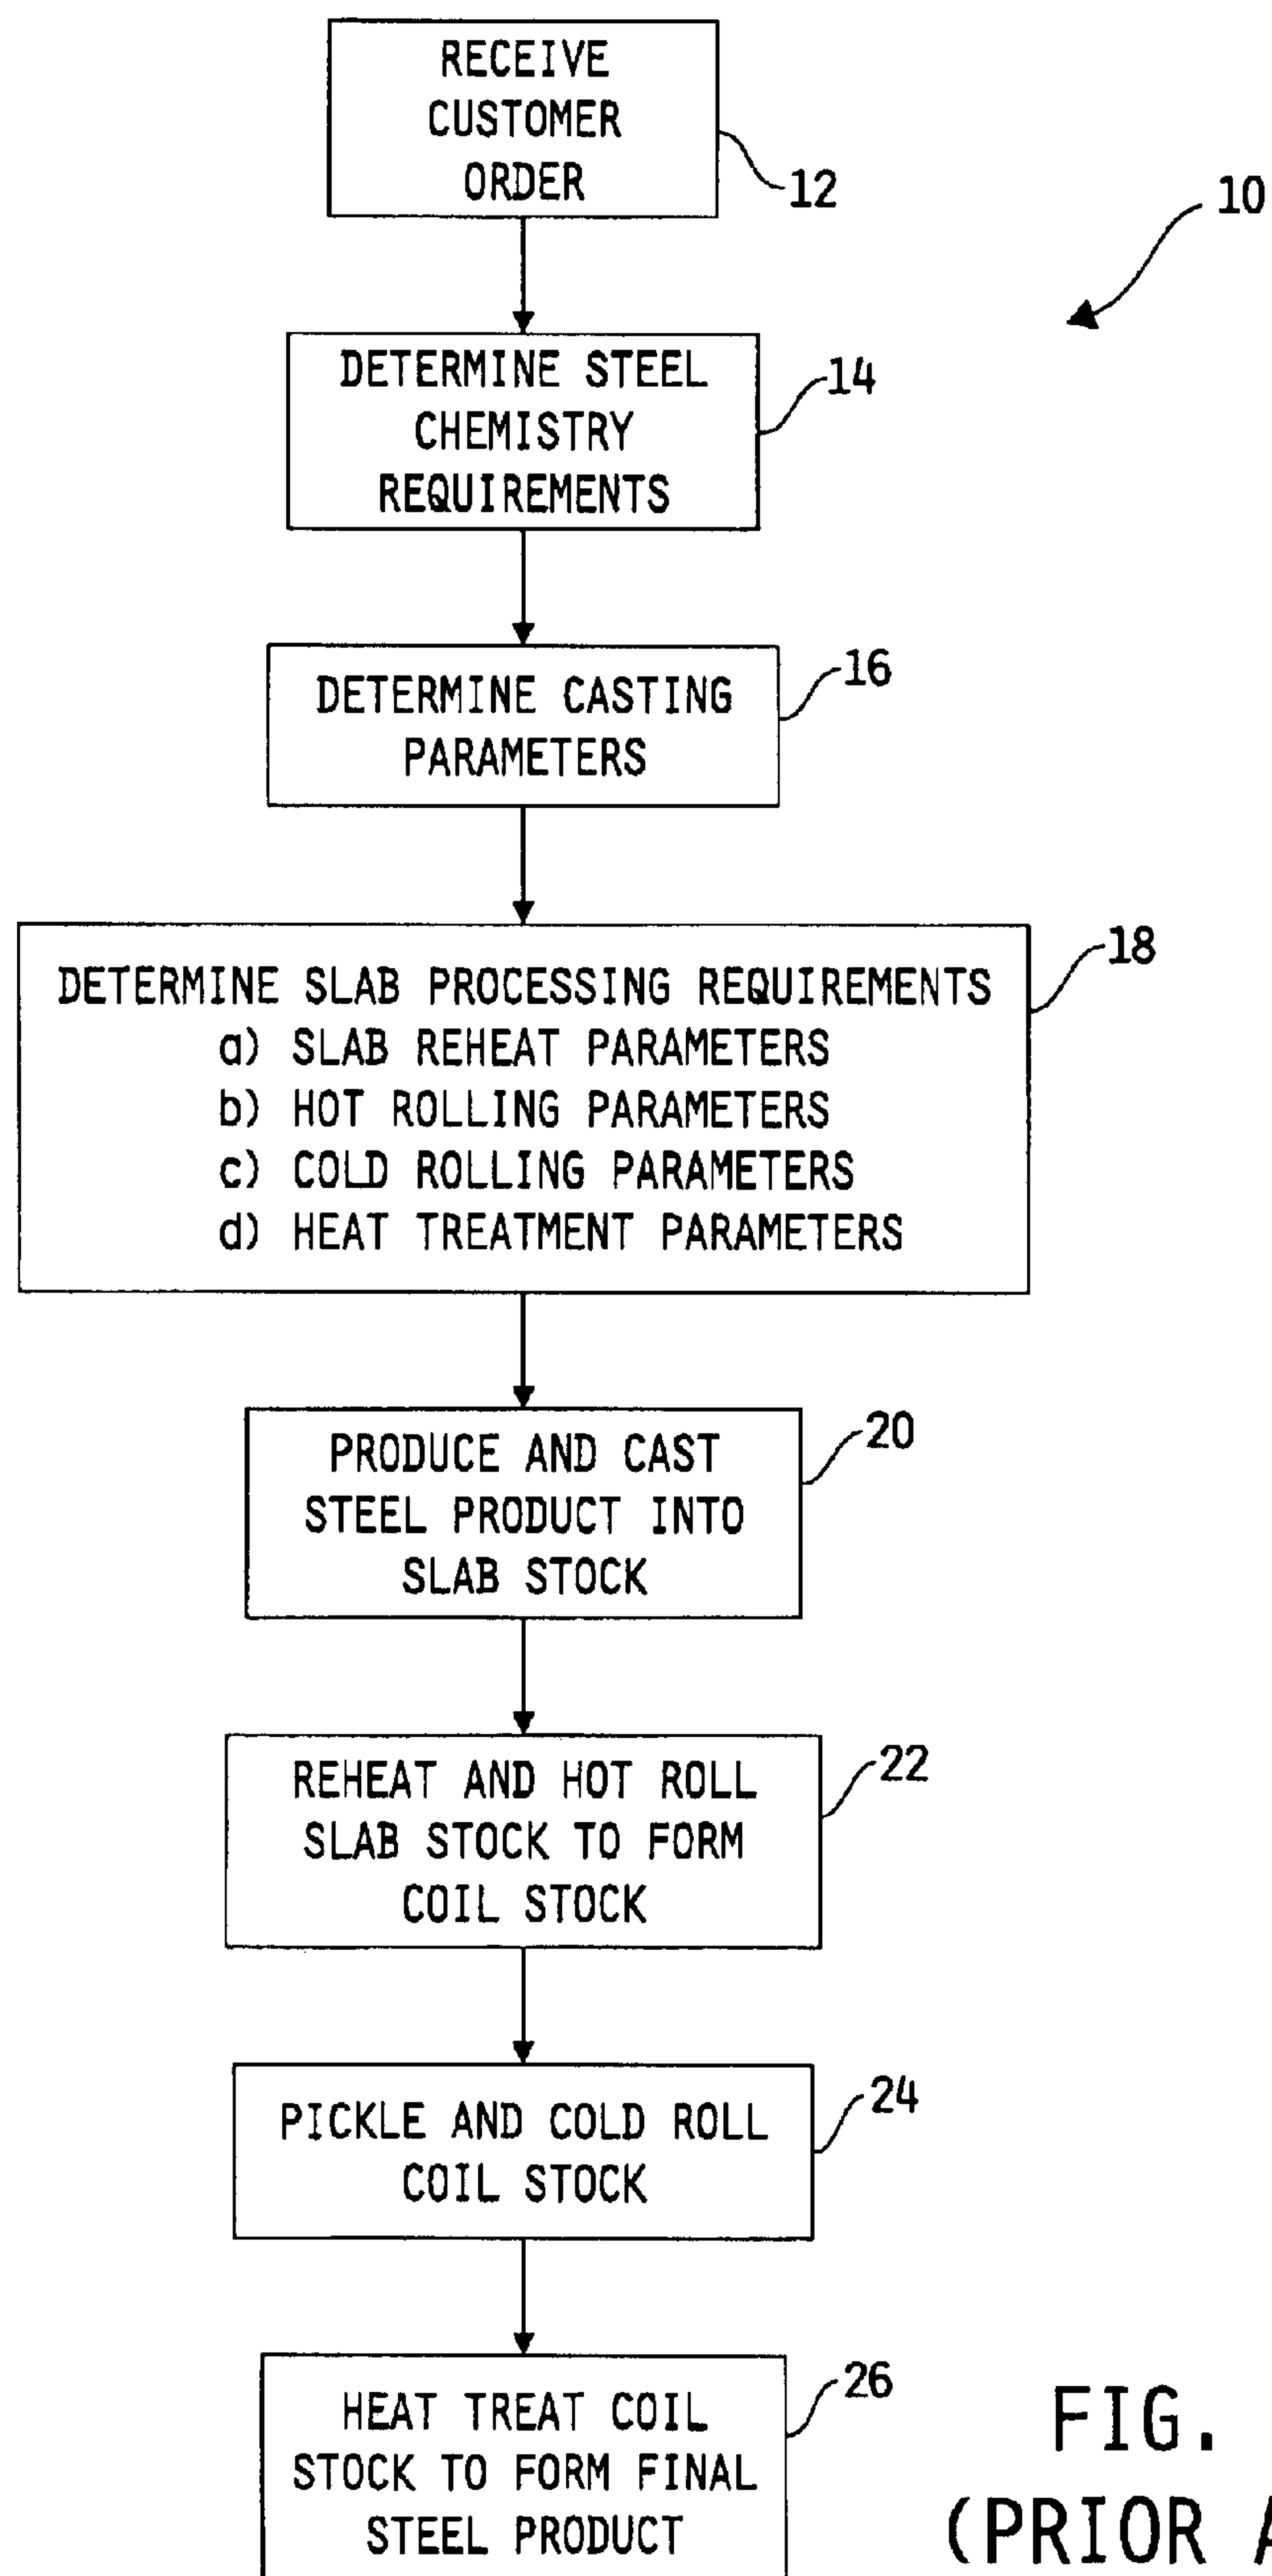 RECEIVE
CUSTOMER
ORDER
12
10
DETERMINE STEEL
CHEMISTRY
REQUIREMENTS
14
DETERMINE CASTING
PARAMETERS
16
DETERMINE SLAB PROCESSING REQUIREMENTS
a) SLAB REHEAT PARAMETERS
b) HOT ROLLING PARAMETERS
c) COLD ROLLING PARAMETERS
d) HEAT TREATMENT PARAMETERS
18
PRODUCE AND CAST
STEEL PRODUCT INTO
SLAB STOCK
20
REHEAT AND HOT ROLL
SLAB STOCK TO FORM
COIL STOCK
22
PICKLE AND COLD ROLL
COIL STOCK
24
HEAT TREAT COIL
STOCK TO FORM FINAL
STEEL PRODUCT
26
FIG.
(PRIOR